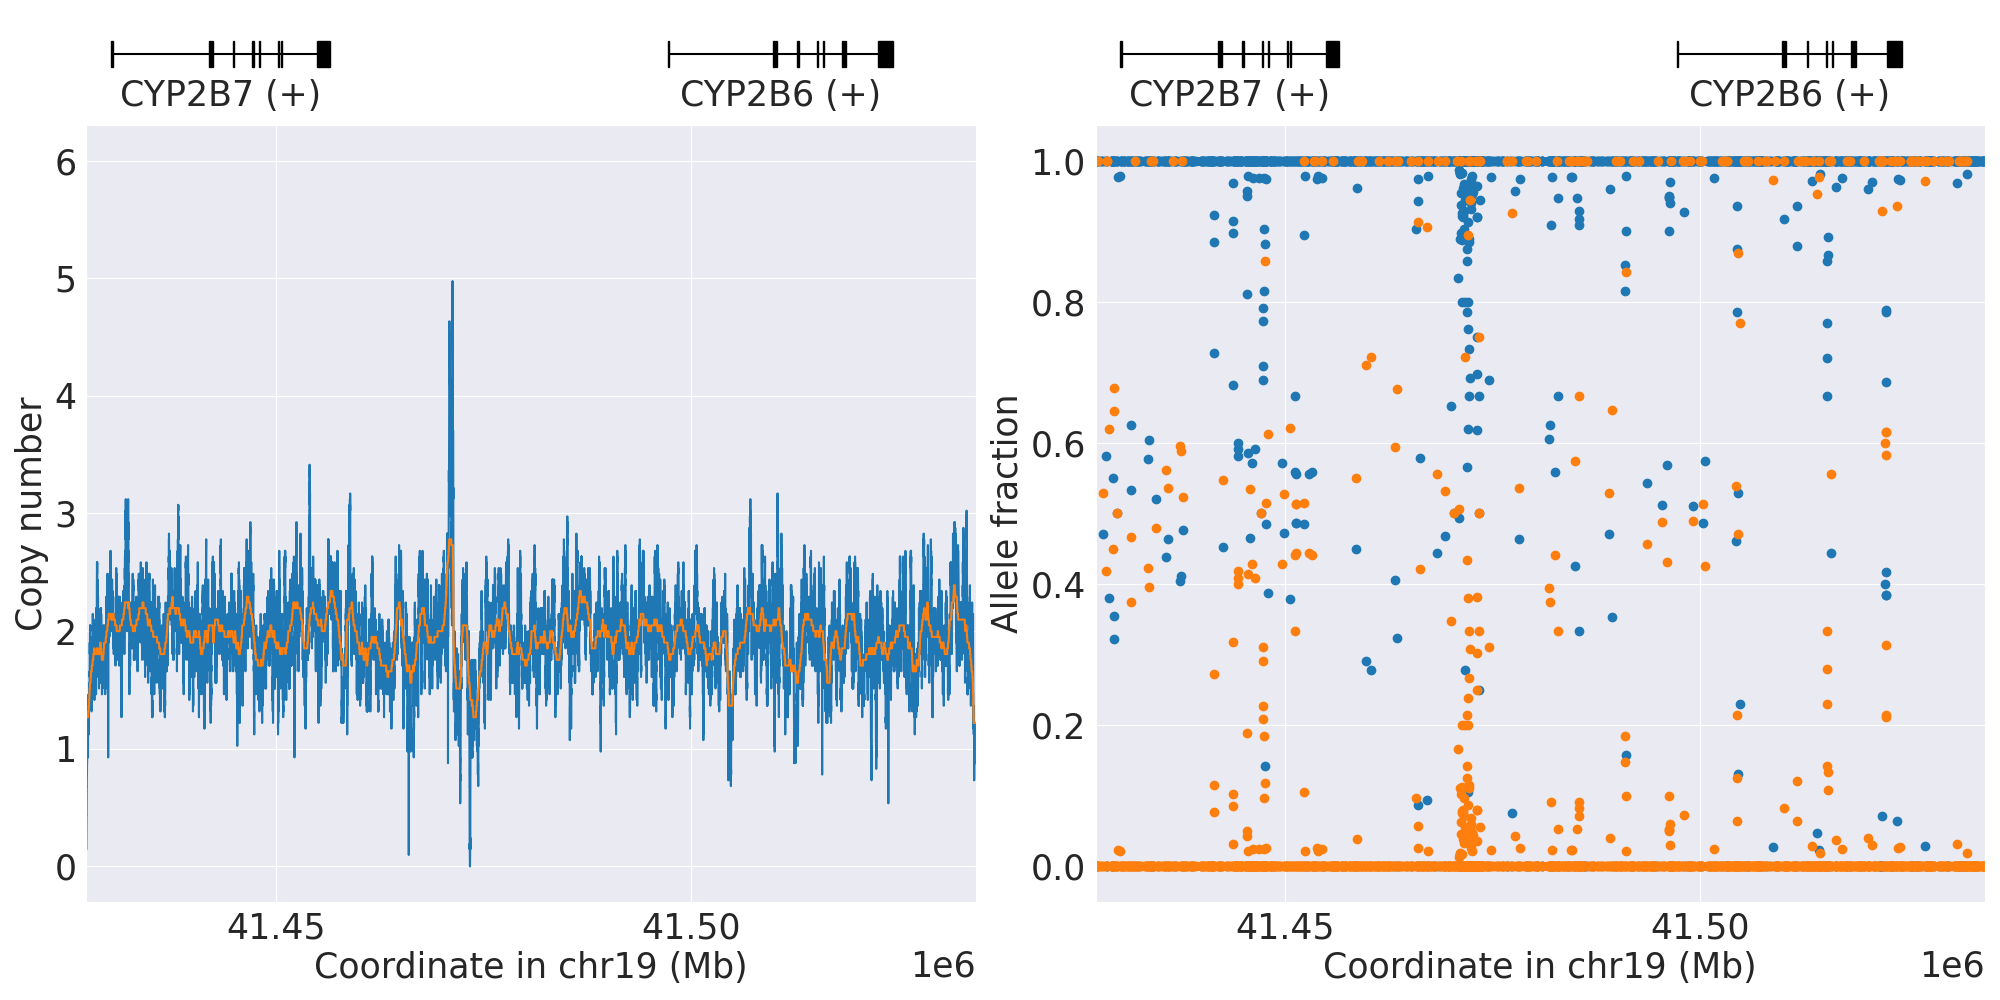 CYP2B7 (+)
CYP2B6 (+)
CYP2B7 (+)
CYP2B6 (+)
6
5
4
3
2
1
0
Copy number
41.45
41.50
Coordinate in chr19 (Mb)
1e6
1.0
0.8
0.6
0.4
0.2
0.0
Allele fraction
41.45
41.50
Coordinate in chr19 (Mb)
1e6